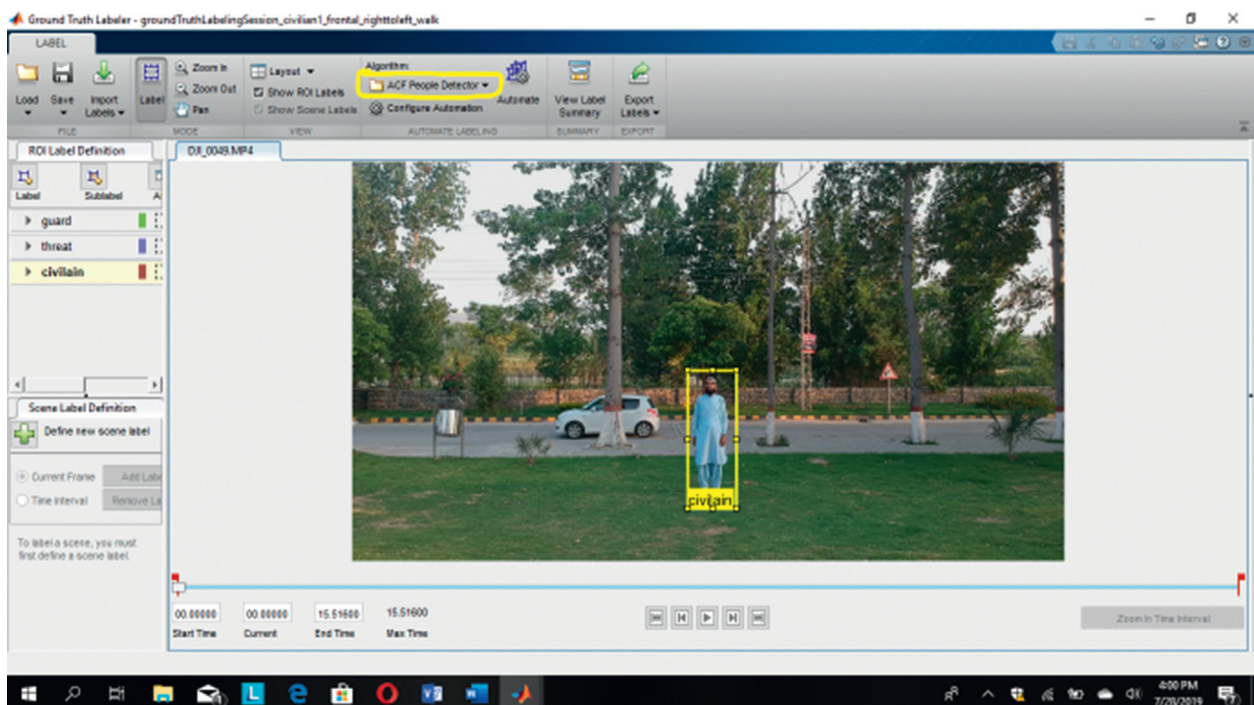 Ground Truth Labeler - groundTruthLabelingSession_civilian1_frontal_righttoleft_walk
LABEL
Load Save Import Labels Label
Zoom In
Zoom Out
Pan
Layout
Show ROI Labels
Show Scene Labels
Algorithm:
ACF People Detector
Configure Automation
Automate
View Label Summary
Export Labels
FILE MODE VIEW AUTOMATE LABELING SUMMARY EXPORT
ROI Label Definition
DJI_0049.MP4
Label Sublabel A
guard
threat
civilain
Scene Label Definition
Define new scene label
Current Frame Add Labe
Time Interval Remove La
To label a scene, you must
first define a scene label.
civilain
00.00000 00.00000 15.51600 15.51600
Start Time Current End Time Max Time
Zoom In Time Interval
4:00 PM
7/28/2019